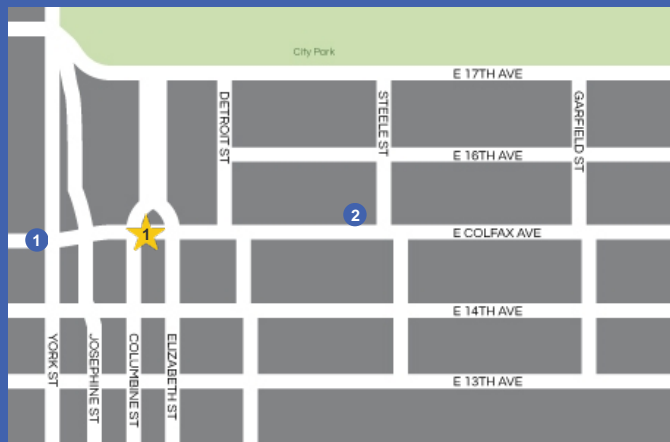 City Park
E 17TH AVE
DETROIT ST
STEELE ST
GARFIELD ST
E 16TH AVE
2
1
1
E COLFAX AVE
E 14TH AVE
YORK ST
JOSEPHINE ST
COLUMBINE ST
ELIZABETH ST
E 13TH AVE